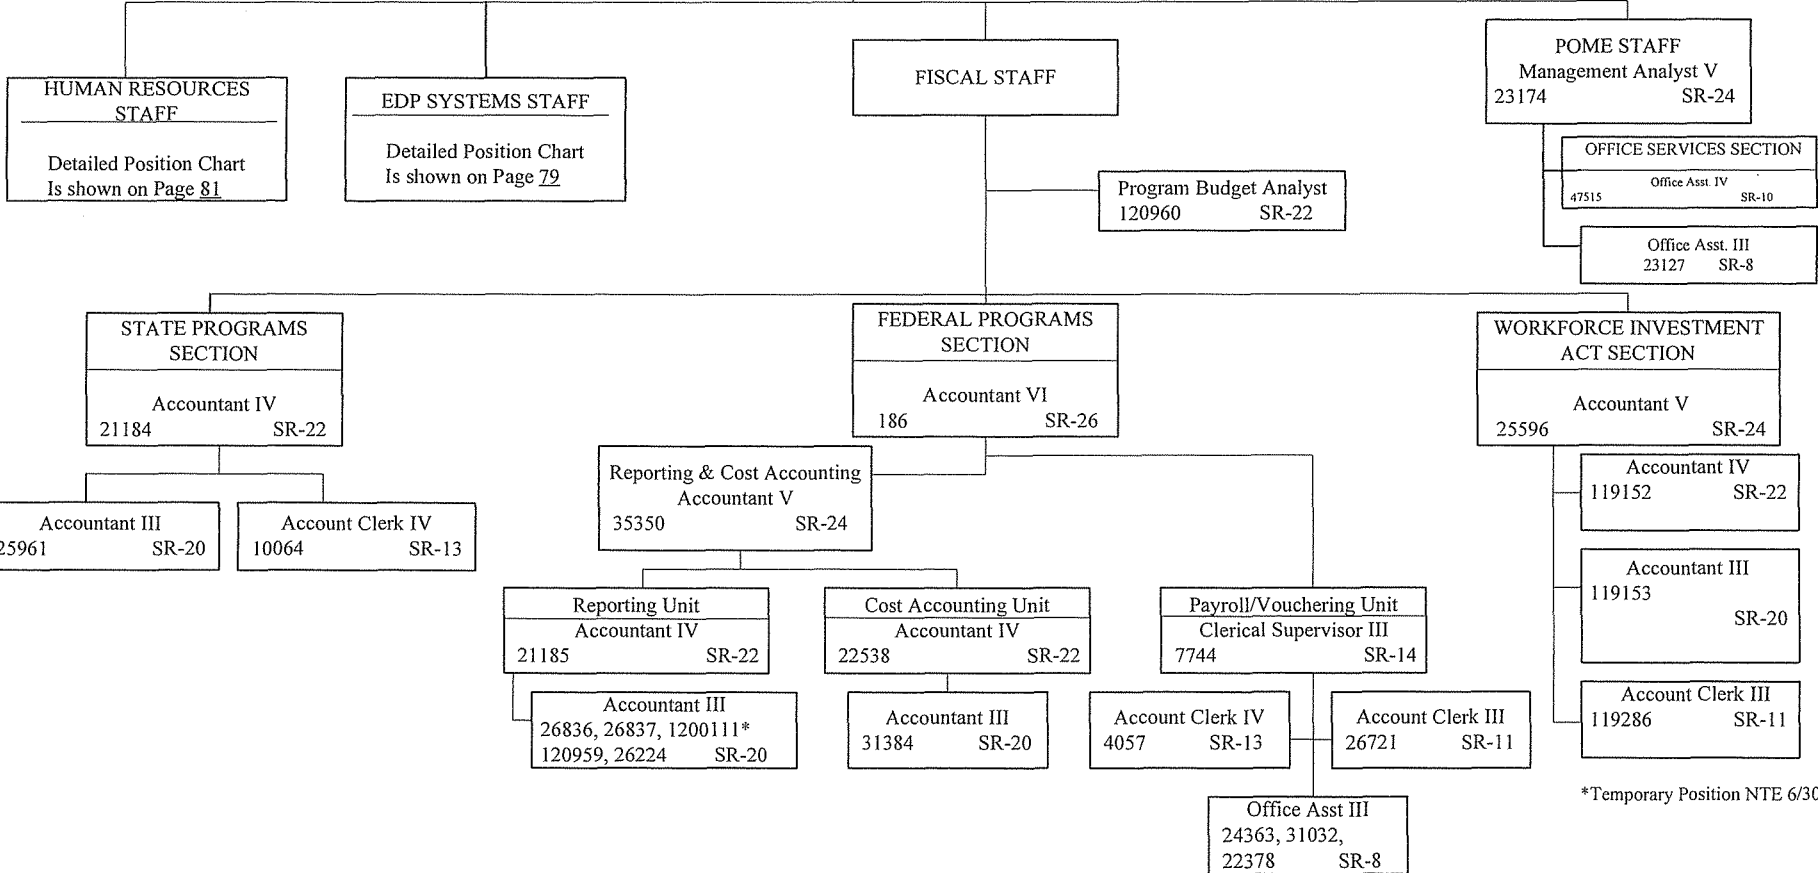 HUMAN RESOURCES
STAFF
Detailed Position Chart
Is shown on Page 81
EDP SYSTEMS STAFF
Detailed Position Chart
Is shown on Page 79
FISCAL STAFF
POME STAFF
Management Analyst V
23174 SR-24
OFFICE SERVICES SECTION
Office Asst. IV
47515 SR-10
Office Asst. III
23127 SR-8
Program Budget Analyst
120960 SR-22
STATE PROGRAMS
SECTION
Accountant IV
21184 SR-22
Accountant III
25961 SR-20
Account Clerk IV
10064 SR-13
FEDERAL PROGRAMS
SECTION
Accountant VI
186 SR-26
Reporting & Cost Accounting
Accountant V
35350 SR-24
Reporting Unit
Accountant IV
21185 SR-22
Accountant III
26836, 26837, 1200111*
120959, 26224 SR-20
Cost Accounting Unit
Accountant IV
22538 SR-22
Accountant III
31384 SR-20
Payroll/Vouchering Unit
Clerical Supervisor III
7744 SR-14
Account Clerk IV
4057 SR-13
Account Clerk III
26721 SR-11
Office Asst III
24363, 31032,
22378 SR-8
WORKFORCE INVESTMENT
ACT SECTION
Accountant V
25596 SR-24
Accountant IV
119152 SR-22
Accountant III
119153
SR-20
Account Clerk III
119286 SR-11
*Temporary Position NTE 6/30